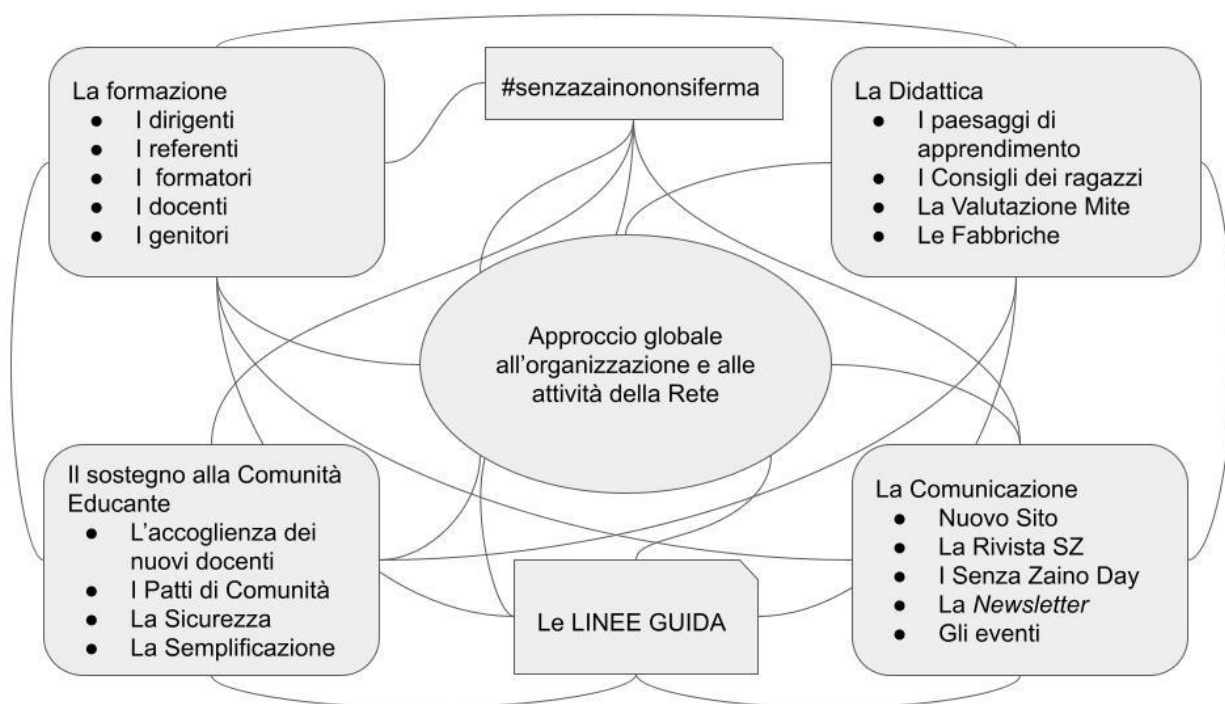 La formazione
● I dirigenti
● I referenti
● I  formatori
● I docenti
● I genitori
#senzazainononsiferma
La Didattica
● I paesaggi di
apprendimento
● I Consigli dei ragazzi
● La Valutazione Mite
● Le Fabbriche
Approccio globale
all’organizzazione e alle
attività della Rete
Il sostegno alla Comunità
Educante
● L’accoglienza dei
nuovi docenti
● I Patti di Comunità
● La Sicurezza
● La Semplificazione
Le LINEE GUIDA
La Comunicazione
● Nuovo Sito
● La Rivista SZ
● I Senza Zaino Day
● La Newsletter
● Gli eventi